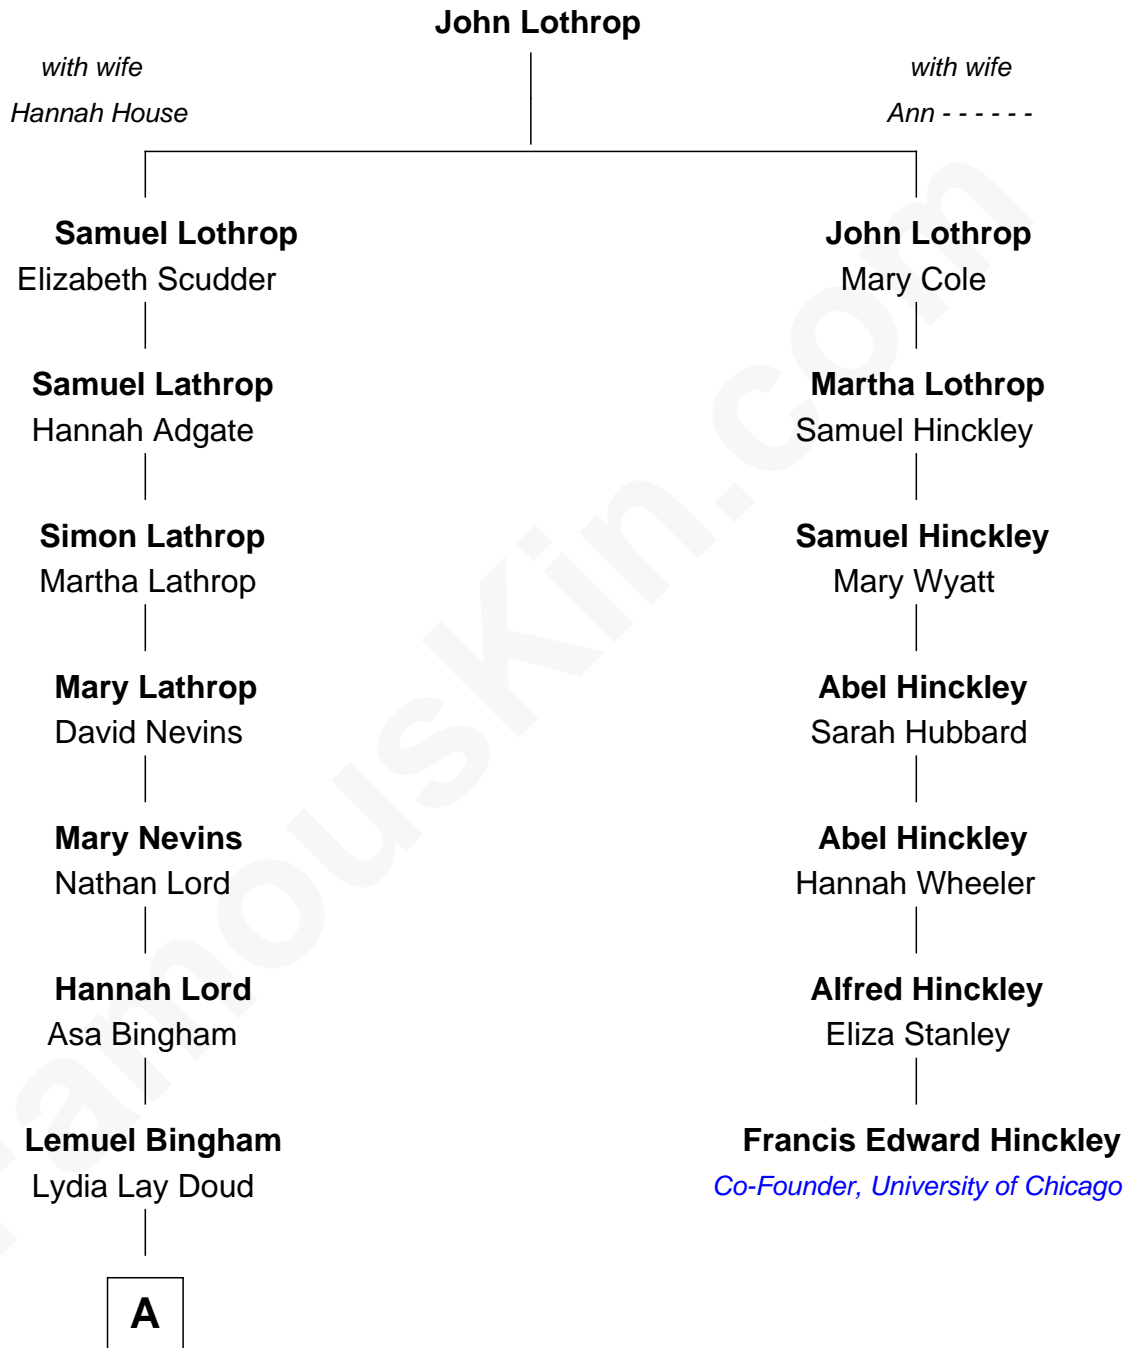 John Lothrop
with wife
Hannah House
with wife
Ann - - - - - -
Samuel Lothrop
Elizabeth Scudder
John Lothrop
Mary Cole
Samuel Lathrop
Hannah Adgate
Martha Lothrop
Samuel Hinckley
Simon Lathrop
Martha Lathrop
Samuel Hinckley
Mary Wyatt
Mary Lathrop
David Nevins
Abel Hinckley
Sarah Hubbard
Mary Nevins
Nathan Lord
Abel Hinckley
Hannah Wheeler
Hannah Lord
Asa Bingham
Alfred Hinckley
Eliza Stanley
Lemuel Bingham
Lydia Lay Doud
Francis Edward Hinckley
Co-Founder, University of Chicago
A
FamousKin.com